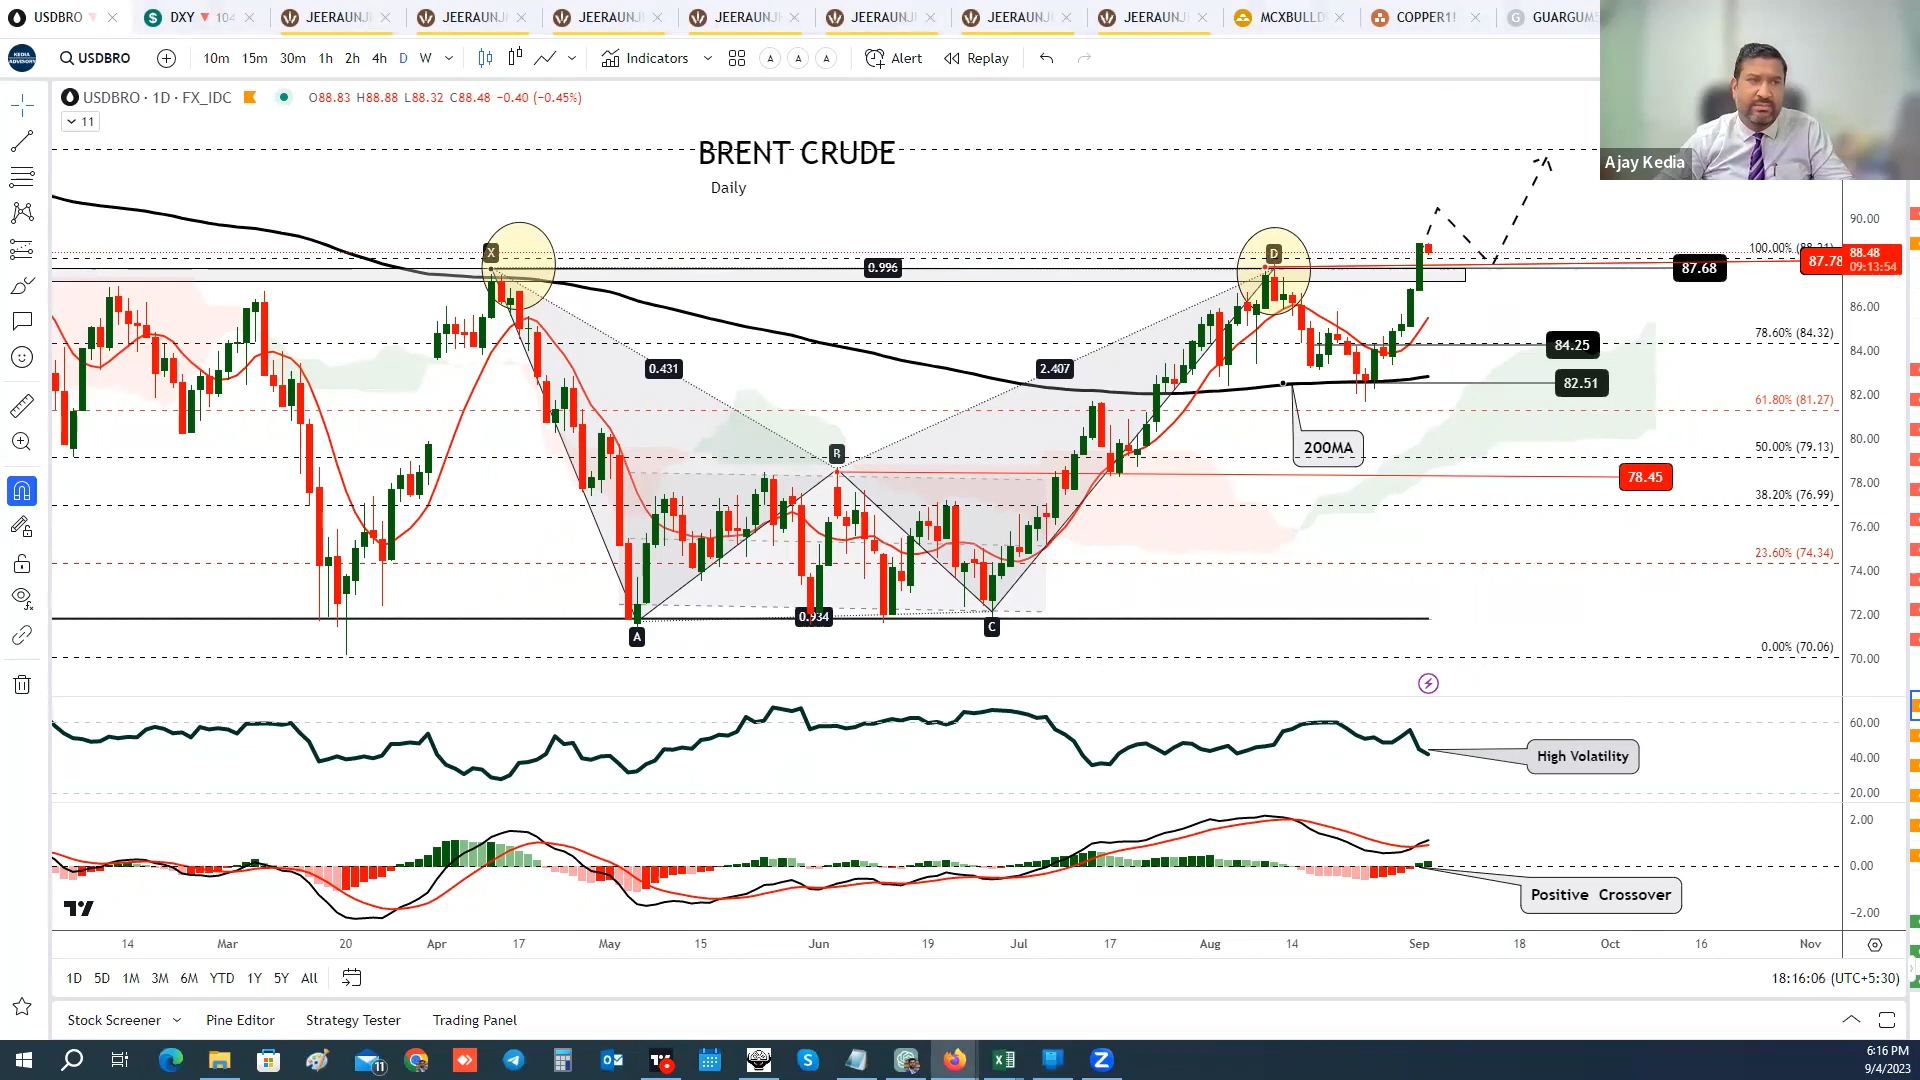 USDBRO
DXY 104
JEERAUNJ
JEERAUNJ
JEERAUNJ
JEERAUNJ
JEERAUNJ
JEERAUNJ
JEERAUNJ
MCXBULLD
COPPER1!
GUARGUM5
KEDIA ADVISORY
USDBRO
10m 15m 30m 1h 2h 4h D W
Indicators
Alert
Replay
USDBRO · 1D · FX_IDC
O88.83 H88.88 L88.32 C88.48 −0.40 (−0.45%)
11
Ajay Kedia
BRENT CRUDE
Daily
90.00
100.00% (88.21)
88.48
09:13:54
87.78
87.68
X
D
0.996
86.00
78.60% (84.32)
84.25
84.00
0.431
2.407
82.51
82.00
61.80% (81.27)
80.00
200MA
50.00% (79.13)
B
78.45
78.00
38.20% (76.99)
76.00
23.60% (74.34)
74.00
72.00
0.934
A
C
0.00% (70.06)
70.00
60.00
High Volatility
40.00
20.00
2.00
0.00
Positive Crossover
−2.00
14 Mar 20 Apr 17 May 15 Jun 19 Jul 17 Aug 14 Sep 18 Oct 16 Nov
1D 5D 1M 3M 6M YTD 1Y 5Y All
18:16:06 (UTC+5:30)
Stock Screener
Pine Editor
Strategy Tester
Trading Panel
11
6:16 PM
9/4/2023